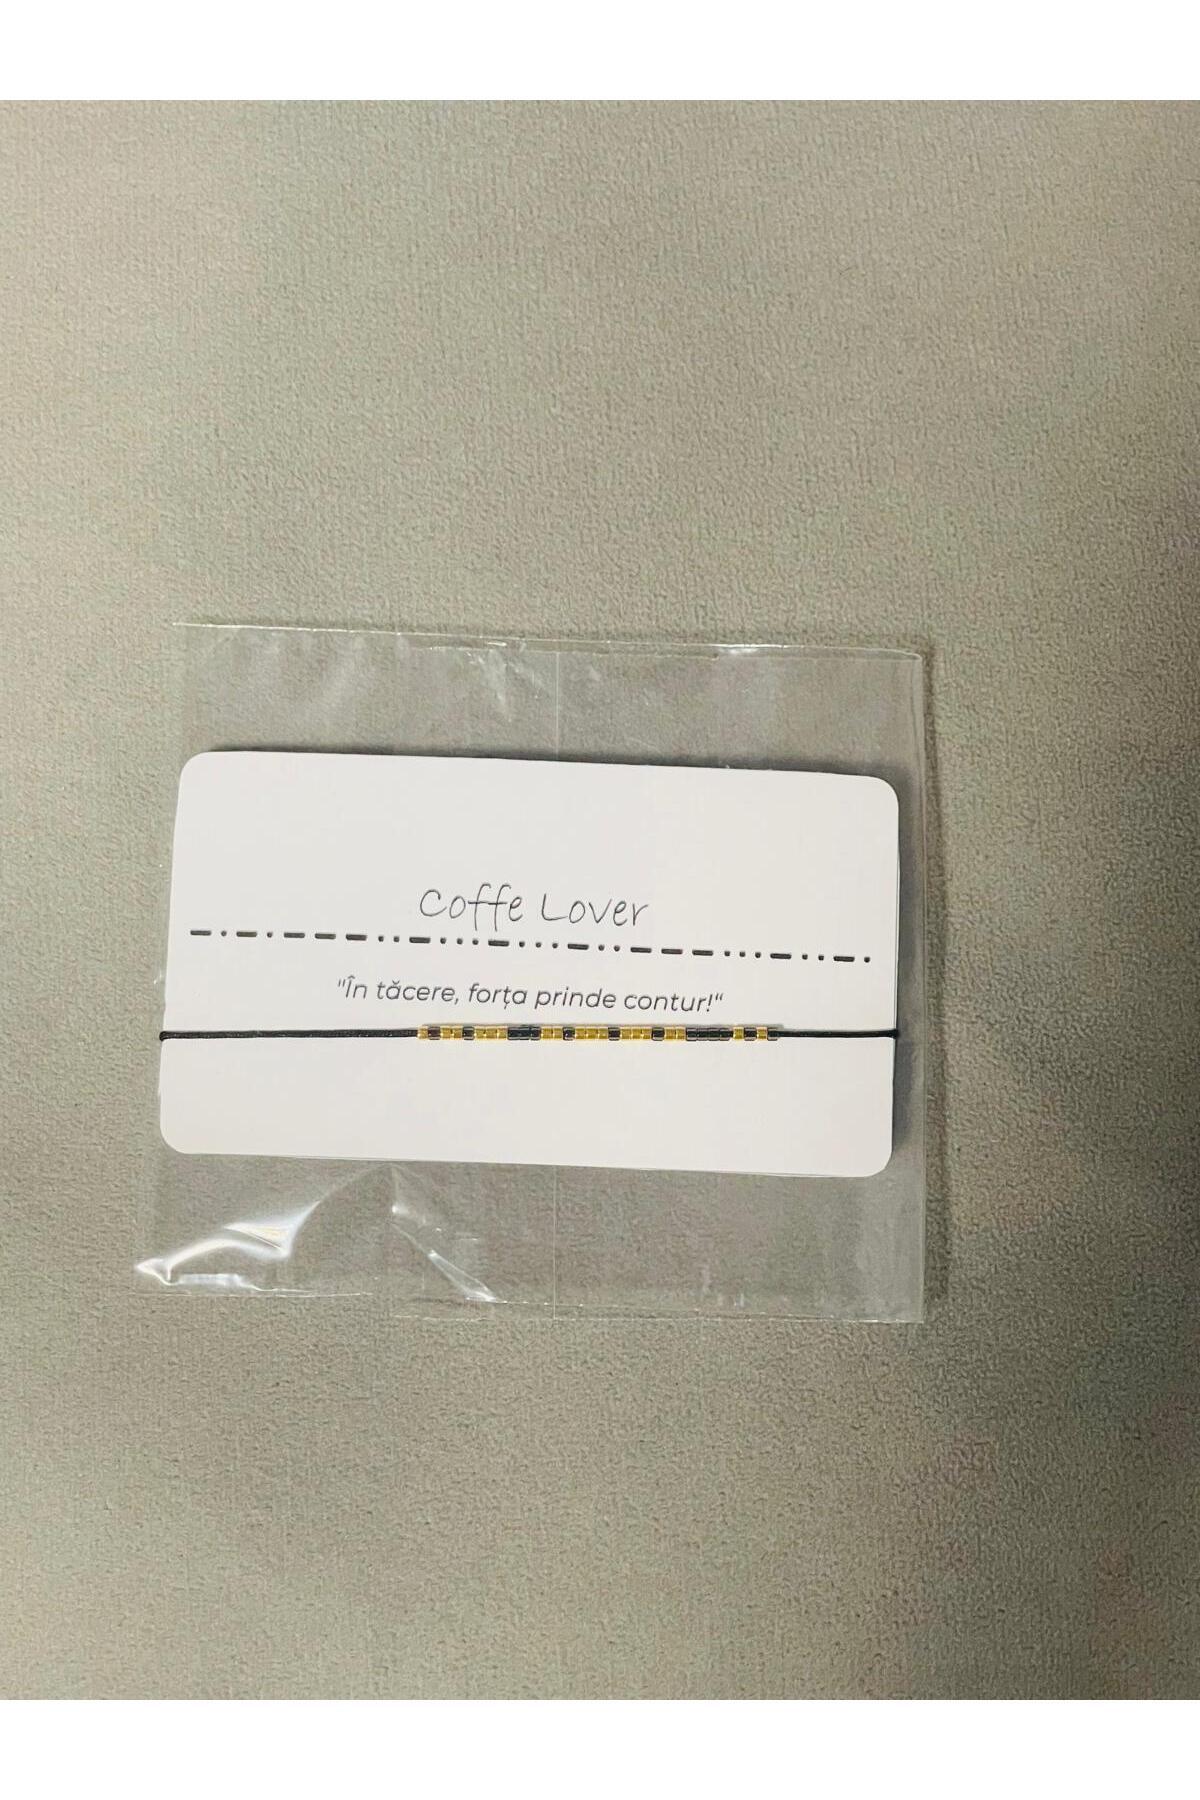 Coffe Lover
"În tăcere, forța prinde contur!"